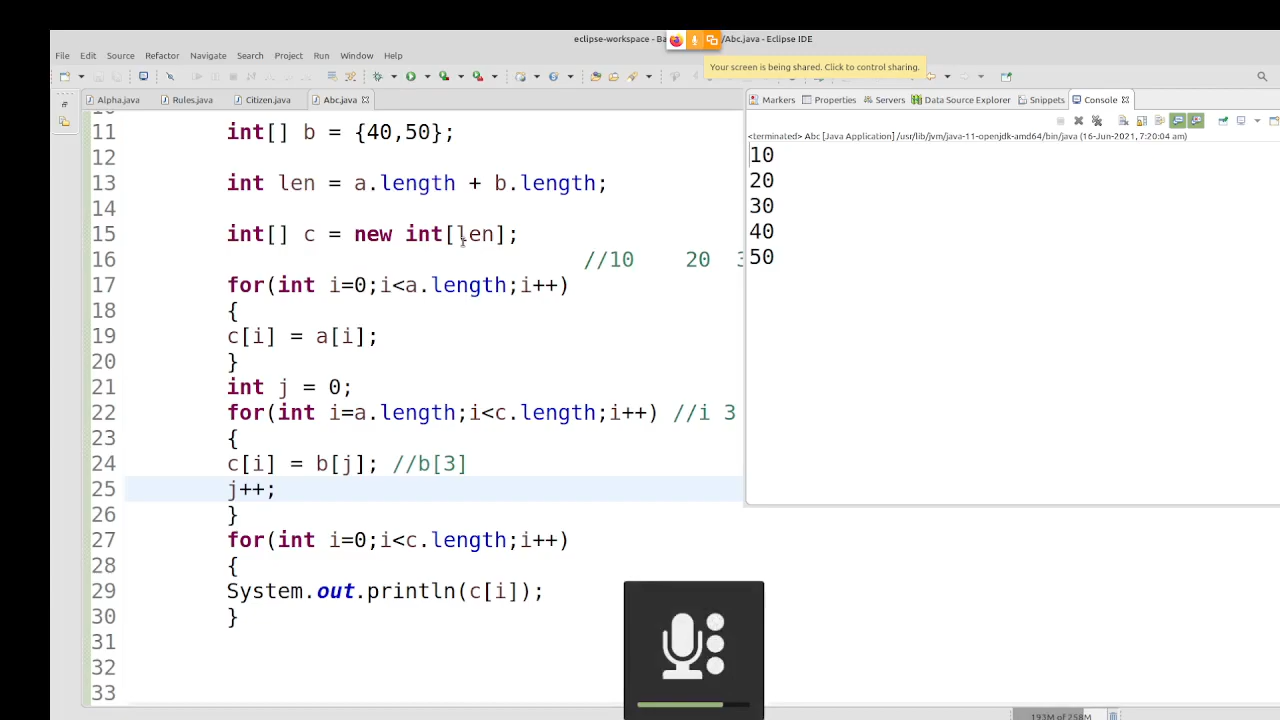 eclipse-workspace - Ba /Abc.java - Eclipse IDE
File Edit Source Refactor Navigate Search Project Run Window Help
Your screen is being shared. Click to control sharing.
Alpha.java Rules.java Citizen.java Abc.java
Markers Properties Servers Data Source Explorer Snippets Console
<terminated> Abc [Java Application] /usr/lib/jvm/java-11-openjdk-amd64/bin/java (16-Jun-2021, 7:20:04 am)
10
20
30
40
50
11 int[] b = {40,50};
12
13 int len = a.length + b.length;
14
15 int[] c = new int[len];
16 //10 20 3
17 for(int i=0;i<a.length;i++)
18 {
19 c[i] = a[i];
20 }
21 int j = 0;
22 for(int i=a.length;i<c.length;i++) //i 3
23 {
24 c[i] = b[j]; //b[3]
25 j++;
26 }
27 for(int i=0;i<c.length;i++)
28 {
29 System.out.println(c[i]);
30 }
31
32
33
193M of 258M